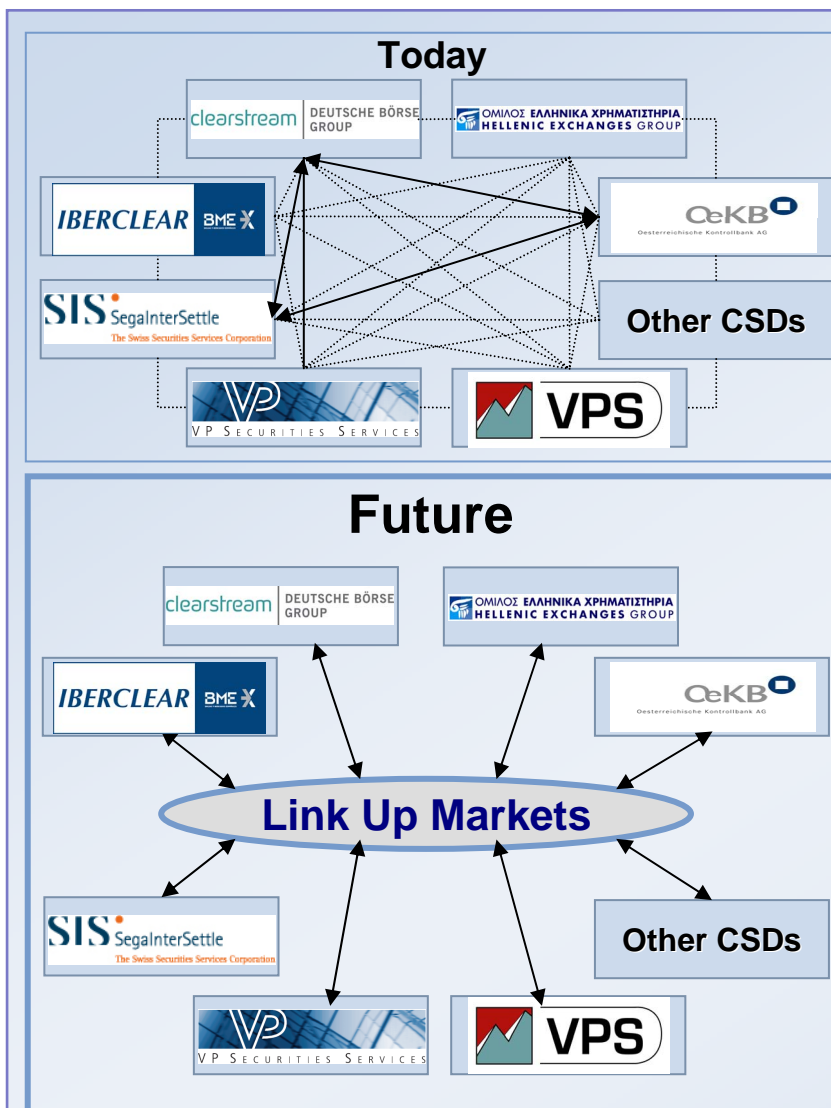 Today
clearstream DEUTSCHE BÖRSE
GROUP
ΟΜΙΛΟΣ ΕΛΛΗΝΙΚΑ ΧΡΗΜΑΤΙΣΤΗΡΙΑ
HELLENIC EXCHANGES GROUP
IBERCLEAR BME X
OeKB
Oesterreichische Kontrollbank AG
SIS SegaInterSettle
The Swiss Securities Services Corporation
Other CSDs
VP
VP SECURITIES SERVICES
VPS
Future
clearstream DEUTSCHE BÖRSE
GROUP
ΟΜΙΛΟΣ ΕΛΛΗΝΙΚΑ ΧΡΗΜΑΤΙΣΤΗΡΙΑ
HELLENIC EXCHANGES GROUP
IBERCLEAR BME X
OeKB
Oesterreichische Kontrollbank AG
Link Up Markets
SIS SegaInterSettle
The Swiss Securities Services Corporation
Other CSDs
VP
VP SECURITIES SERVICES
VPS